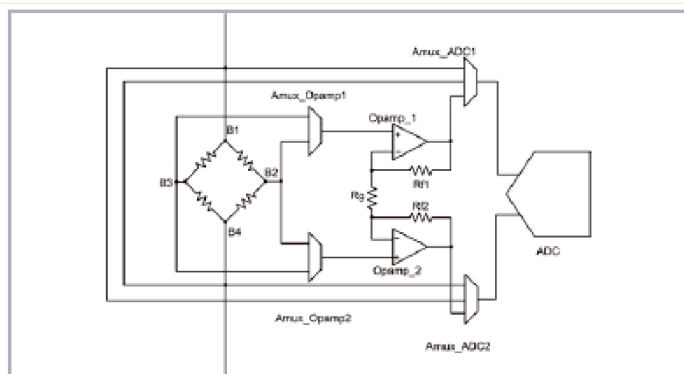 Amux_ADC1
Amux_Opamp1
Opamp_1
+
B1
−
B3
B2
Rf1
Rg
Rf2
B4
−
+
ADC
Opamp_2
Amux_Opamp2
Amux_ADC2